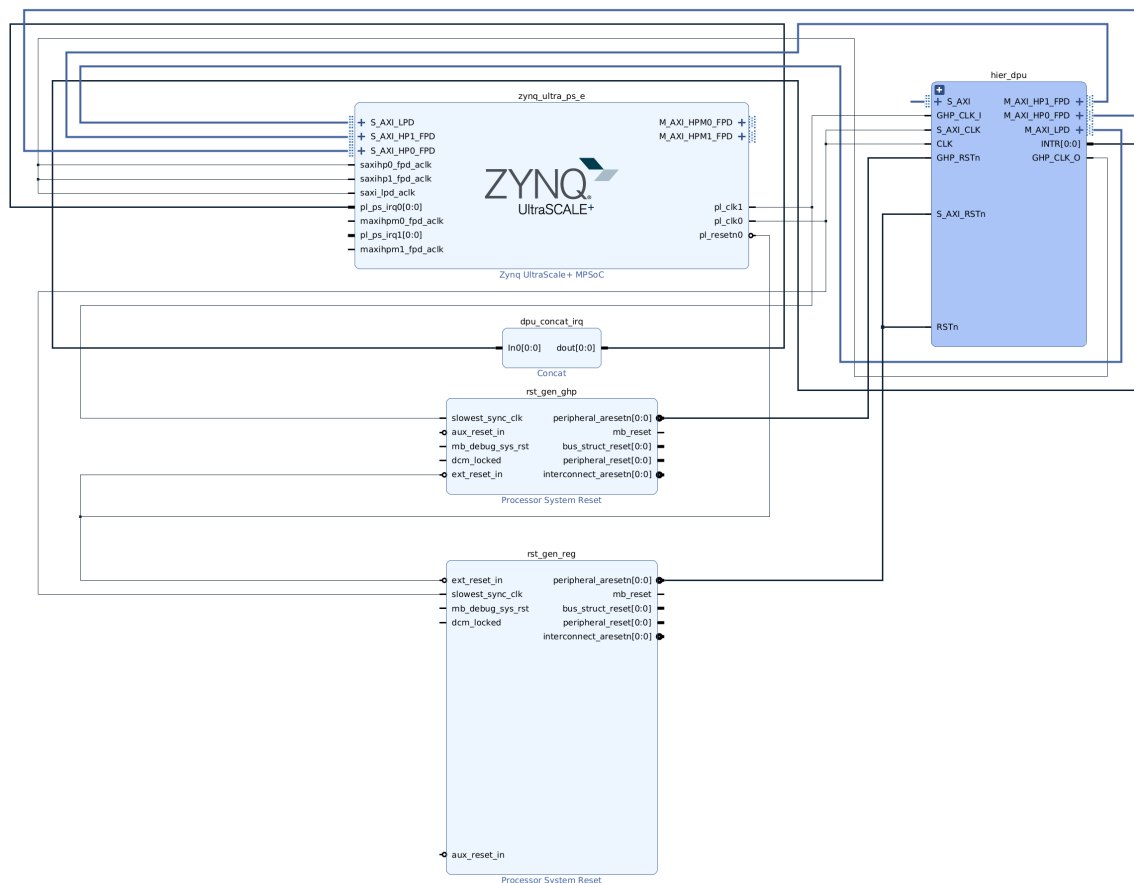 hier_dpu
S_AXI
GHP_CLK_I
S_AXI_CLK
CLK
GHP_RSTn
S_AXI_RSTn
RSTn
M_AXI_HP1_FPD
M_AXI_HP0_FPD
M_AXI_LPD
INTR[0:0]
GHP_CLK_O
zynq_ultra_ps_e
S_AXI_LPD
S_AXI_HP1_FPD
S_AXI_HP0_FPD
saxihp0_fpd_aclk
saxihp1_fpd_aclk
saxi_lpd_aclk
pl_ps_irq0[0:0]
maxihpm0_fpd_aclk
pl_ps_irq1[0:0]
maxihpm1_fpd_aclk
ZYNQ®
UltraSCALE+
M_AXI_HPM0_FPD
M_AXI_HPM1_FPD
pl_clk1
pl_clk0
pl_resetn0
Zynq UltraScale+ MPSoC
dpu_concat_irq
In0[0:0]
dout[0:0]
Concat
rst_gen_ghp
slowest_sync_clk
aux_reset_in
mb_debug_sys_rst
dcm_locked
ext_reset_in
peripheral_aresetn[0:0]
mb_reset
bus_struct_reset[0:0]
peripheral_reset[0:0]
interconnect_aresetn[0:0]
Processor System Reset
rst_gen_reg
ext_reset_in
slowest_sync_clk
mb_debug_sys_rst
dcm_locked
aux_reset_in
peripheral_aresetn[0:0]
mb_reset
bus_struct_reset[0:0]
peripheral_reset[0:0]
interconnect_aresetn[0:0]
Processor System Reset